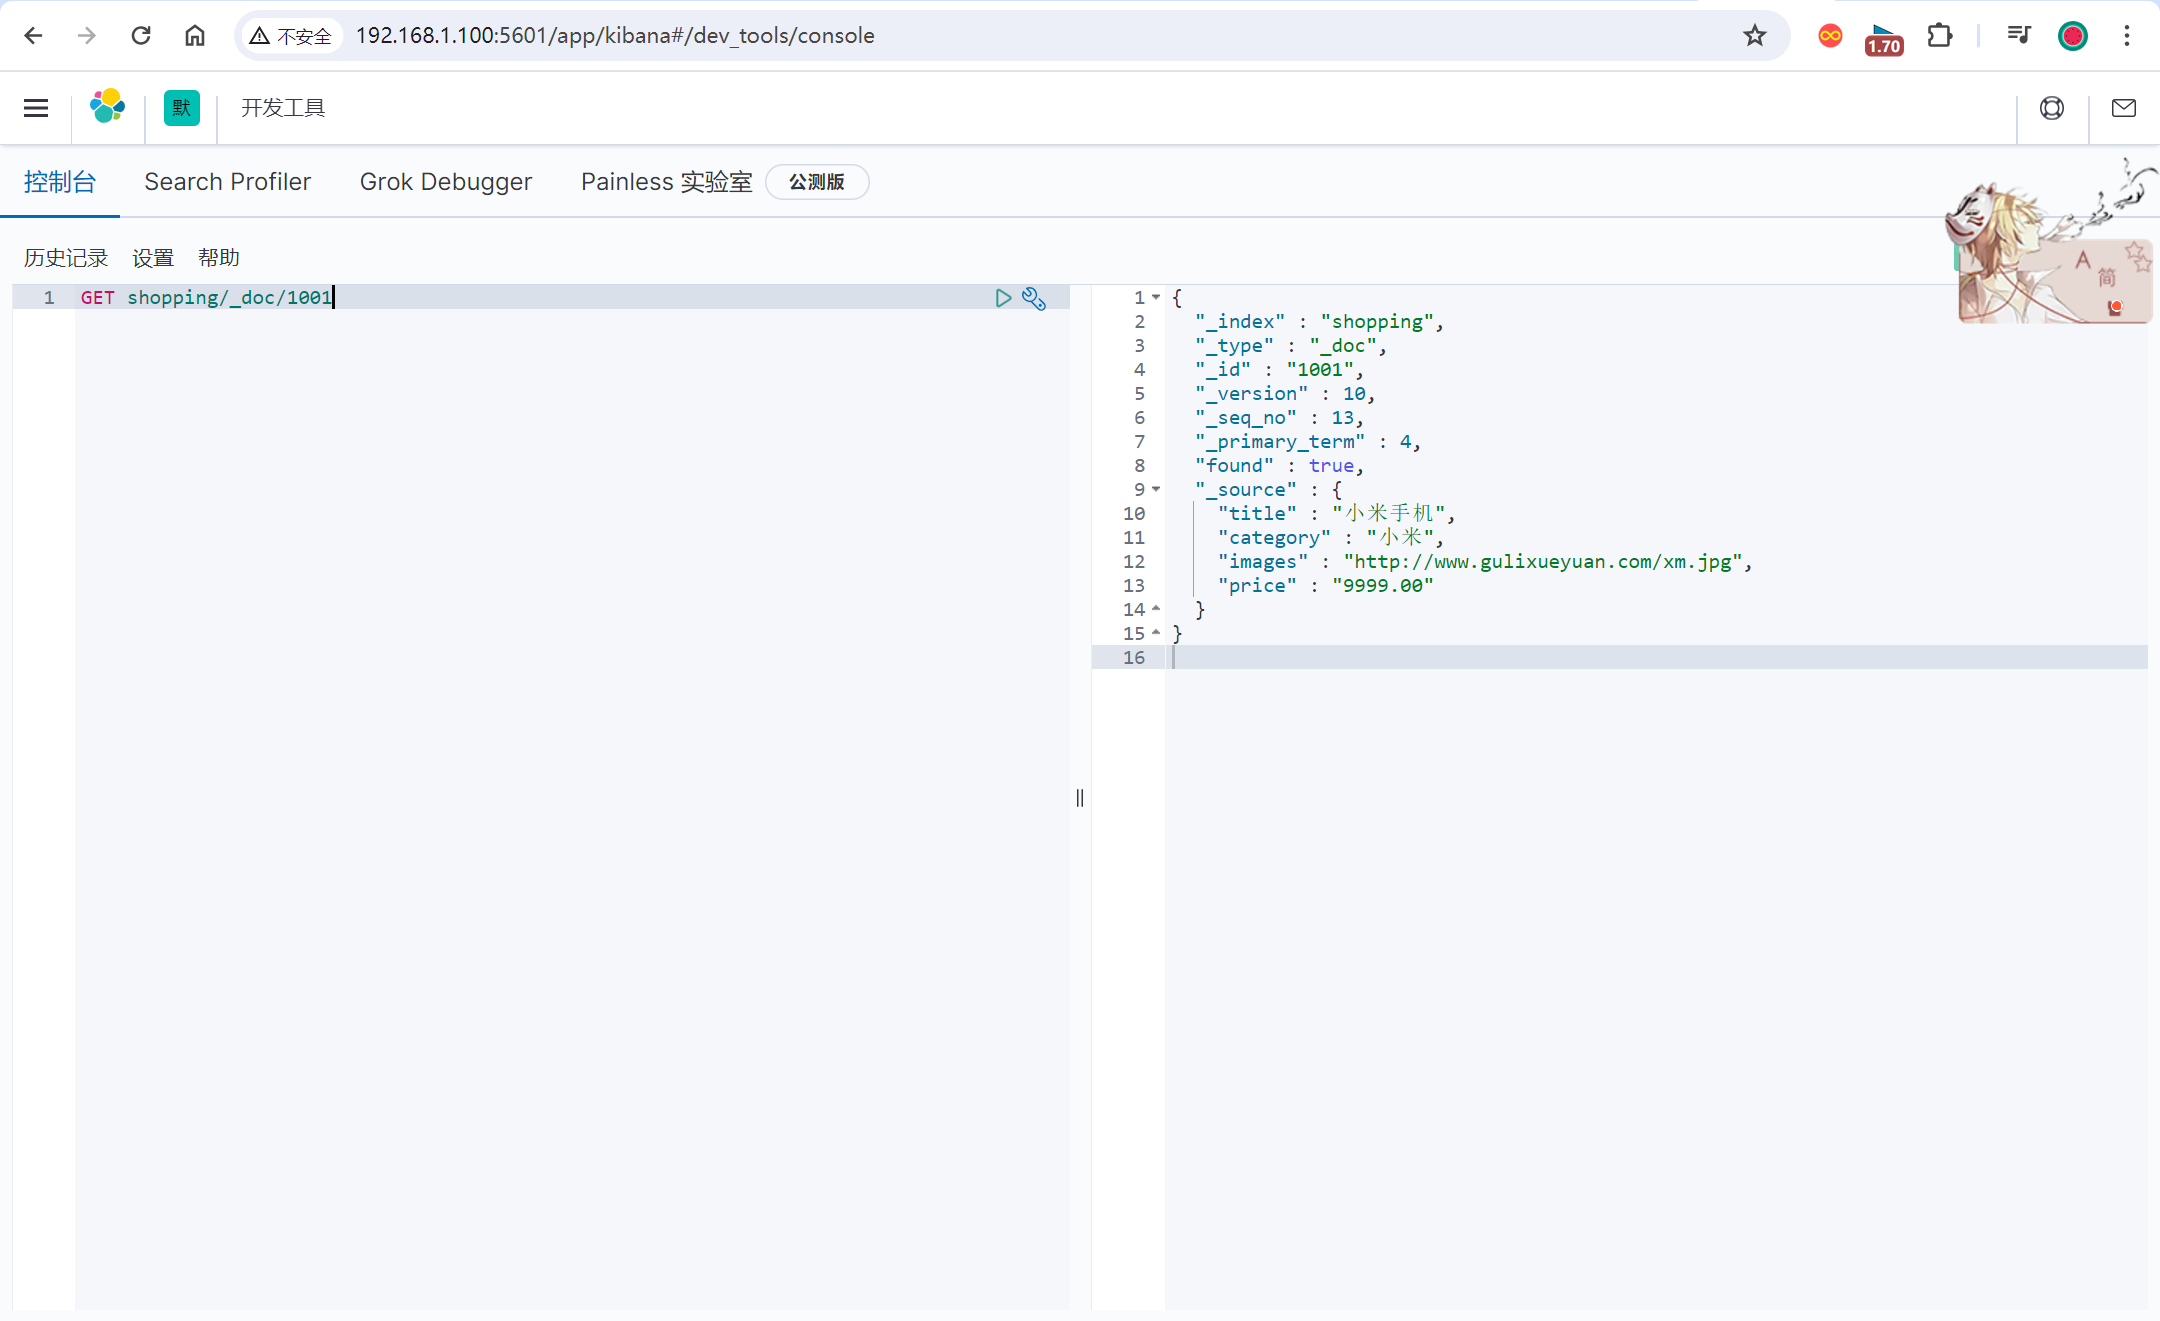 不安全 192.168.1.100:5601/app/kibana#/dev_tools/console 1.70
默 开发工具
控制台 Search Profiler Grok Debugger Painless 实验室 公测版
A
简
历史记录 设置 帮助
1 GET shopping/_doc/1001
1 {
2 "_index" : "shopping",
3 "_type" : "_doc",
4 "_id" : "1001",
5 "_version" : 10,
6 "_seq_no" : 13,
7 "_primary_term" : 4,
8 "found" : true,
9 "_source" : {
10 "title" : "小米手机",
11 "category" : "小米",
12 "images" : "http://www.gulixueyuan.com/xm.jpg",
13 "price" : "9999.00"
14 }
15 }
16